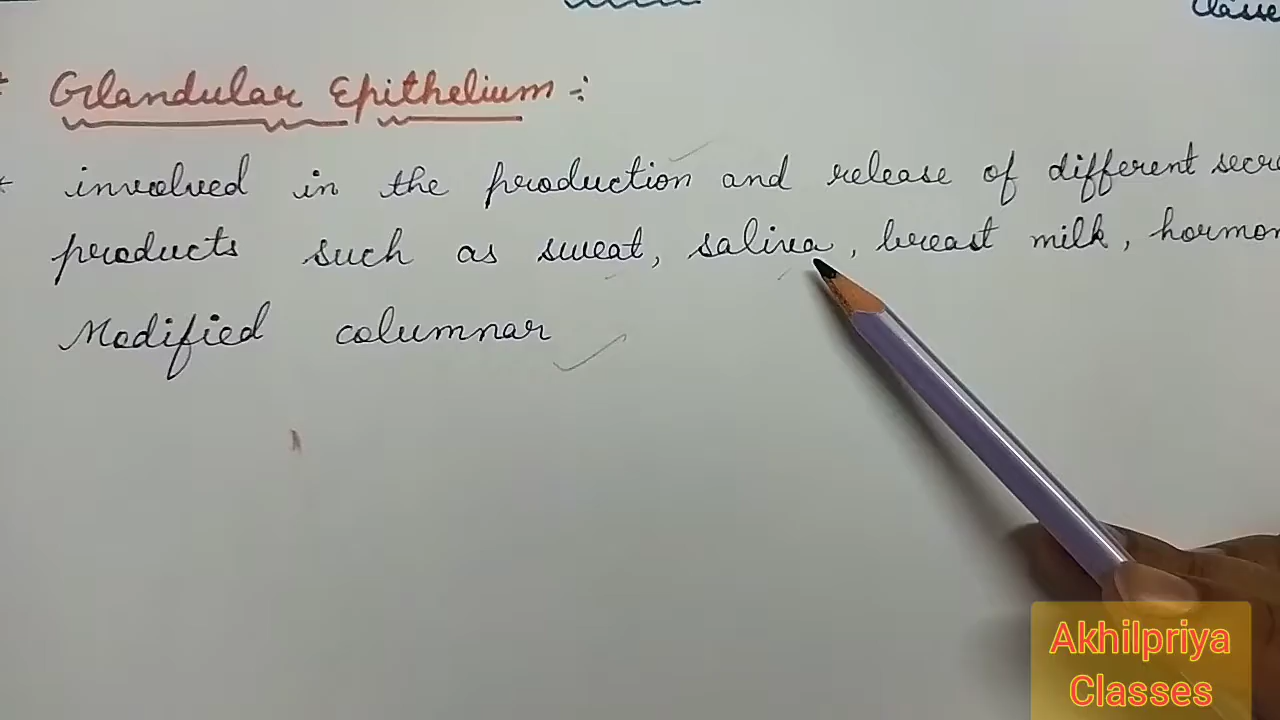 Classe
Glandular Epithelium :-
involved in the production and release of different secre
products such as sweat, saliva, breast milk, hormon
Modified columnar
Akhilpriya
Classes